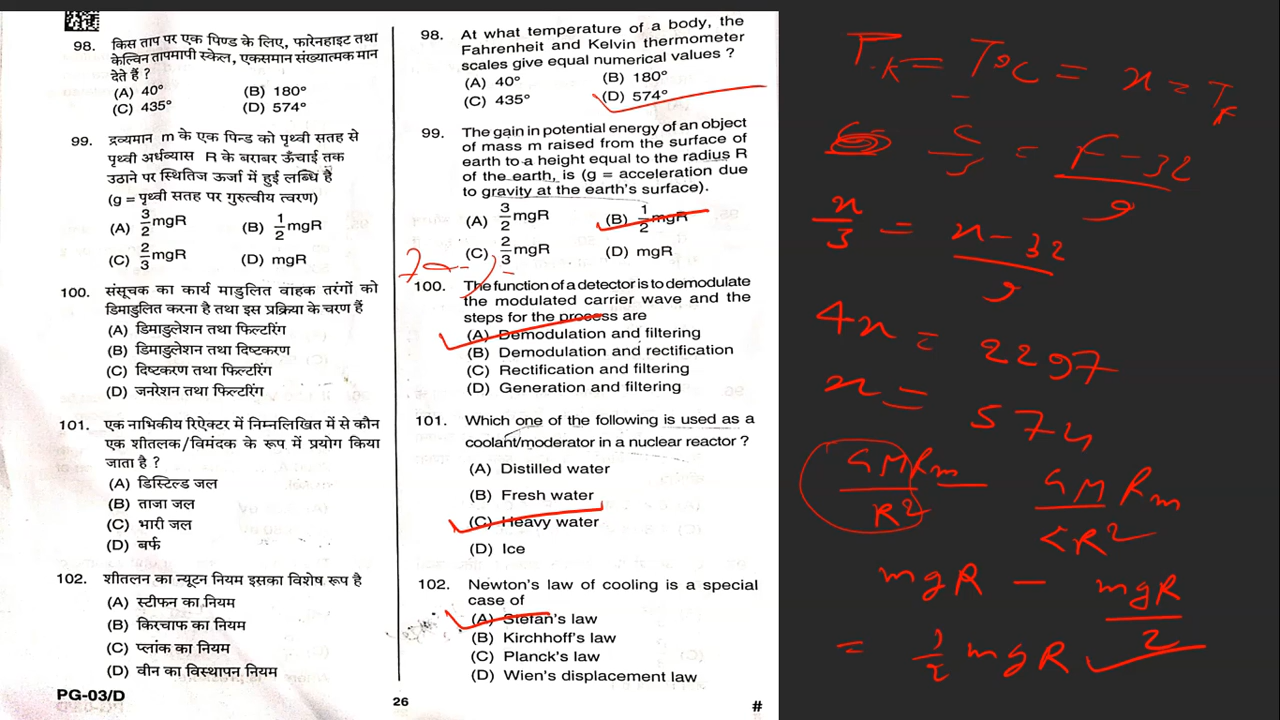 98. किस ताप पर एक पिण्ड के लिए, फारेनहाइट तथा
केल्विन तापमापी स्केल, एकसमान संख्यात्मक मान
देते हैं ?
(A) 40° (B) 180°
(C) 435° (D) 574°
99. द्रव्यमान m के एक पिन्ड को पृथ्वी सतह से
पृथ्वी अर्धव्यास R के बराबर ऊँचाई तक
उठाने पर स्थितिज ऊर्जा में हुई लब्धि है
(g = पृथ्वी सतह पर गुरुत्वीय त्वरण)
(A) 3/2 mgR (B) 1/2 mgR
(C) 2/3 mgR (D) mgR
100. संसूचक का कार्य माडुलित वाहक तरंगों को
डिमाडुलित करना है तथा इस प्रक्रिया के चरण हैं
(A) डिमाडुलेशन तथा फिल्टरिंग
(B) डिमाडुलेशन तथा दिष्टकरण
(C) दिष्टकरण तथा फिल्टरिंग
(D) जनरेशन तथा फिल्टरिंग
101. एक नाभिकीय रिऐक्टर में निम्नलिखित में से कौन
एक शीतलक/विमंदक के रूप में प्रयोग किया
जाता है ?
(A) डिस्टिल्ड जल
(B) ताजा जल
(C) भारी जल
(D) बर्फ
102. शीतलन का न्यूटन नियम इसका विशेष रूप है
(A) स्टीफन का नियम
(B) किरचाफ का नियम
(C) प्लांक का नियम
(D) वीन का विस्थापन नियम
PG-03/D
98. At what temperature of a body, the
Fahrenheit and Kelvin thermometer
scales give equal numerical values ?
(A) 40° (B) 180°
(C) 435° (D) 574°
99. The gain in potential energy of an object
of mass m raised from the surface of
earth to a height equal to the radius R
of the earth, is (g = acceleration due
to gravity at the earth's surface).
(A) 3/2 mgR (B) 1/2 mgR
(C) 2/3 mgR (D) mgR
100. The function of a detector is to demodulate
the modulated carrier wave and the
steps for the process are
(A) Demodulation and filtering
(B) Demodulation and rectification
(C) Rectification and filtering
(D) Generation and filtering
101. Which one of the following is used as a
coolant/moderator in a nuclear reactor ?
(A) Distilled water
(B) Fresh water
(C) Heavy water
(D) Ice
102. Newton's law of cooling is a special
case of
(A) Stefan's law
(B) Kirchhoff's law
(C) Planck's law
(D) Wien's displacement law
26
#
T K = T°C = x = T F
C/5 = F-32/9
x/5 = x-32/9
4x = 2297
x = 574
GMRm/R² - GMRm/2R²
mgR - mgR/2
= 1/2 mgR